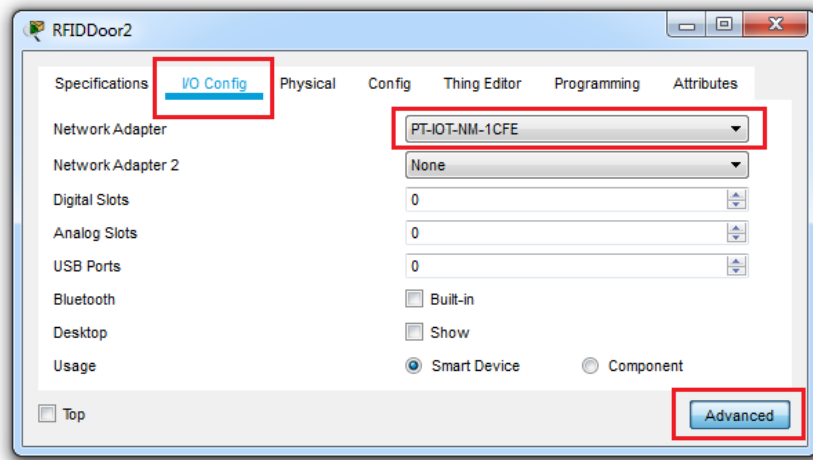 RFIDDoor2
Specifications I/O Config Physical Config Thing Editor Programming Attributes
Network Adapter PT-IOT-NM-1CFE
Network Adapter 2 None
Digital Slots 0
Analog Slots 0
USB Ports 0
Bluetooth Built-in
Desktop Show
Usage Smart Device Component
Top Advanced